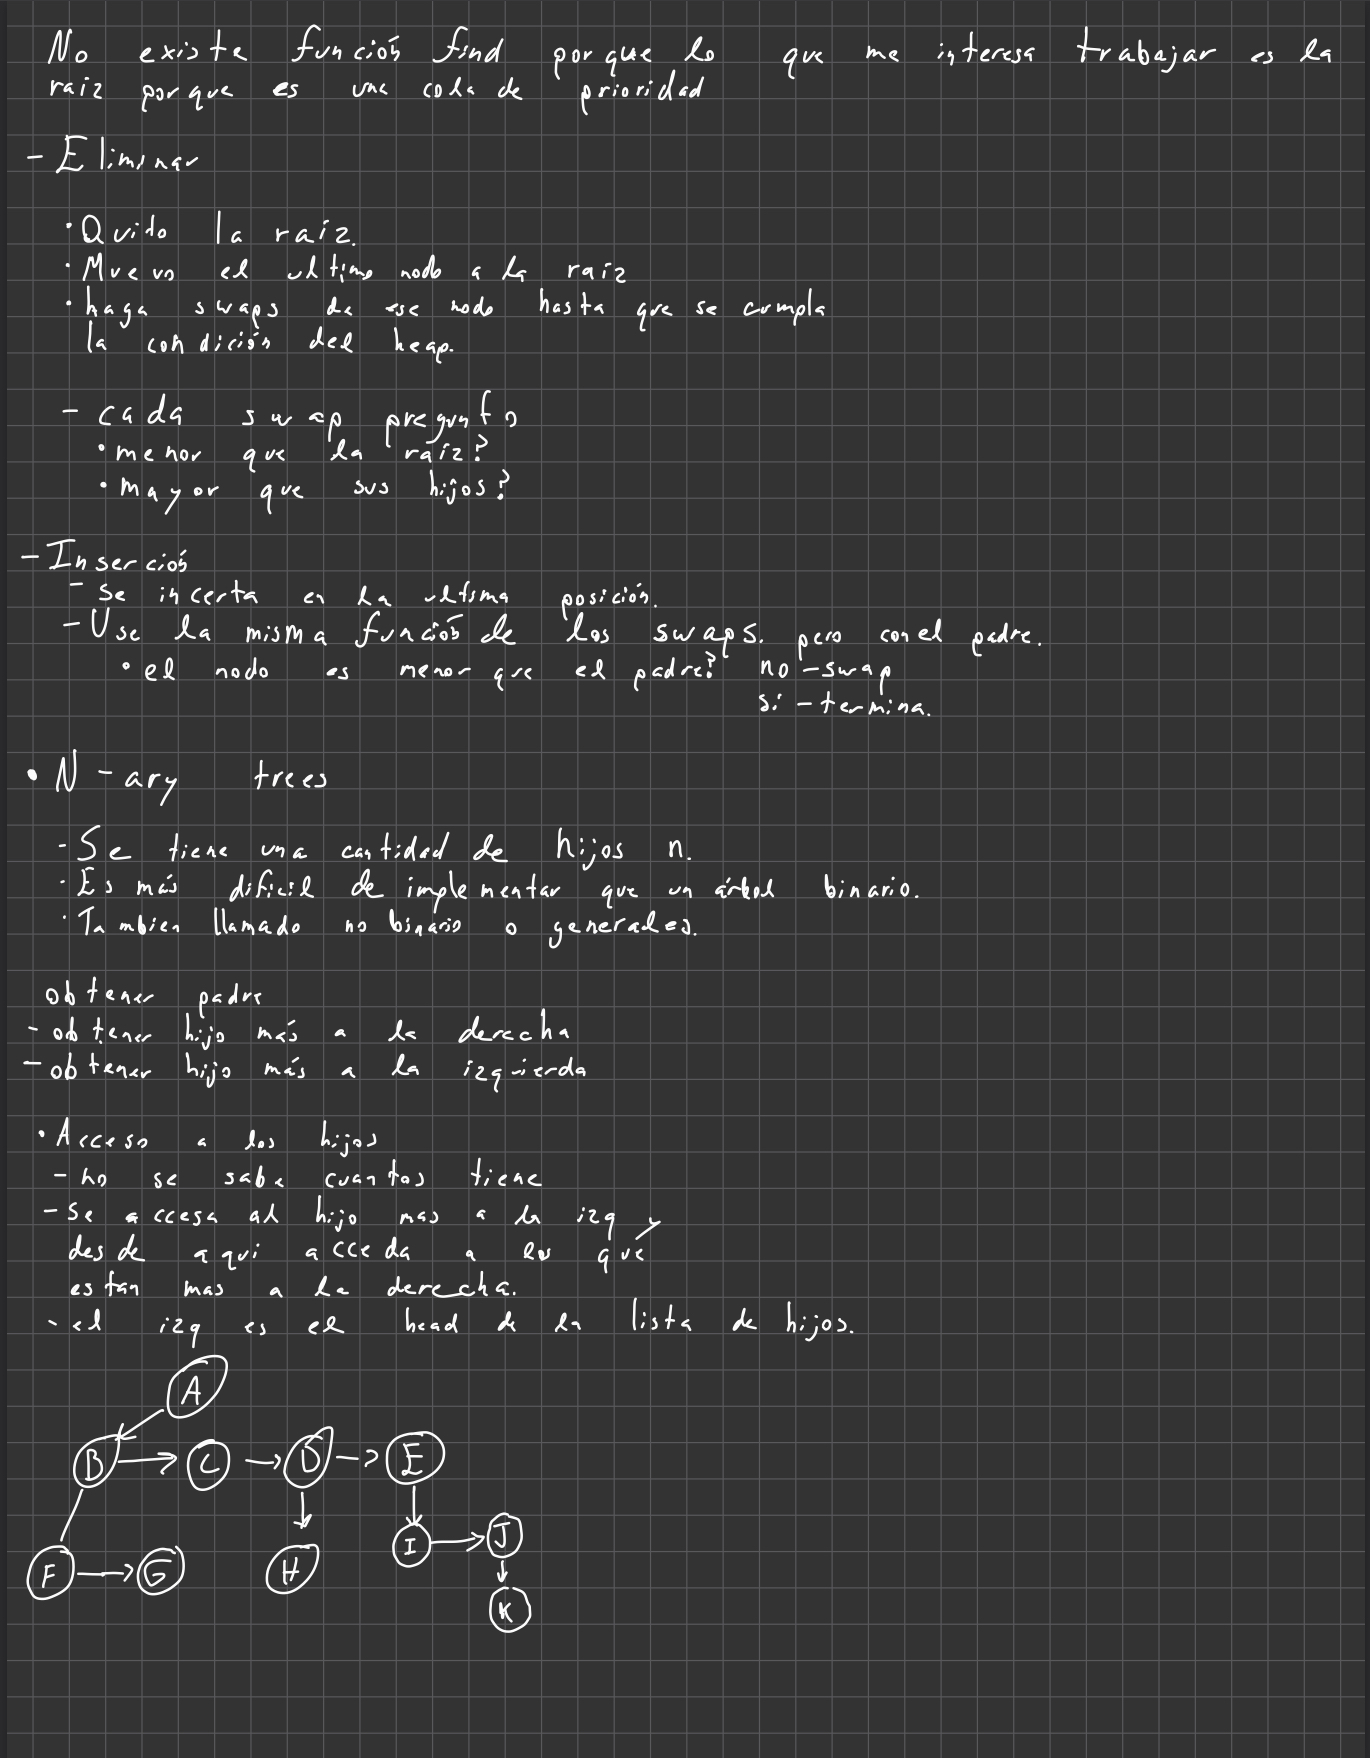 No existe función find porque lo que me interesa trabajar es la
raiz porque es una cola de prioridad
- Eliminar
· Quito la raíz.
· Muevo el ultimo nodo a la raiz
· haga swaps de ese nodo hasta que se cumpla
la condición del heap.
- cada swap pregunto
· menor que la raíz?
· mayor que sus hijos?
- Inserción
- se incerta en la ultima posición.
- Use la misma función de los swaps. pero con el padre.
· el nodo es menor que el padre? no - swap
si - termina.
· N-ary trees
- Se tiene una cantidad de hijos n.
· Es más dificil de implementar que un árbol binario.
· Tambien llamado no binario o generales.
obtener padre
- obtener hijo más a la derecha
- obtener hijo más a la izquierda
· Acceso a los hijos
- no se sabe cuantos tiene
- se accesa al hijo mas a la izq y
desde aqui acceda a los que
estan mas a la derecha.
- el izq es el head de la lista de hijos.
A
B C D E
I J
F G H
K